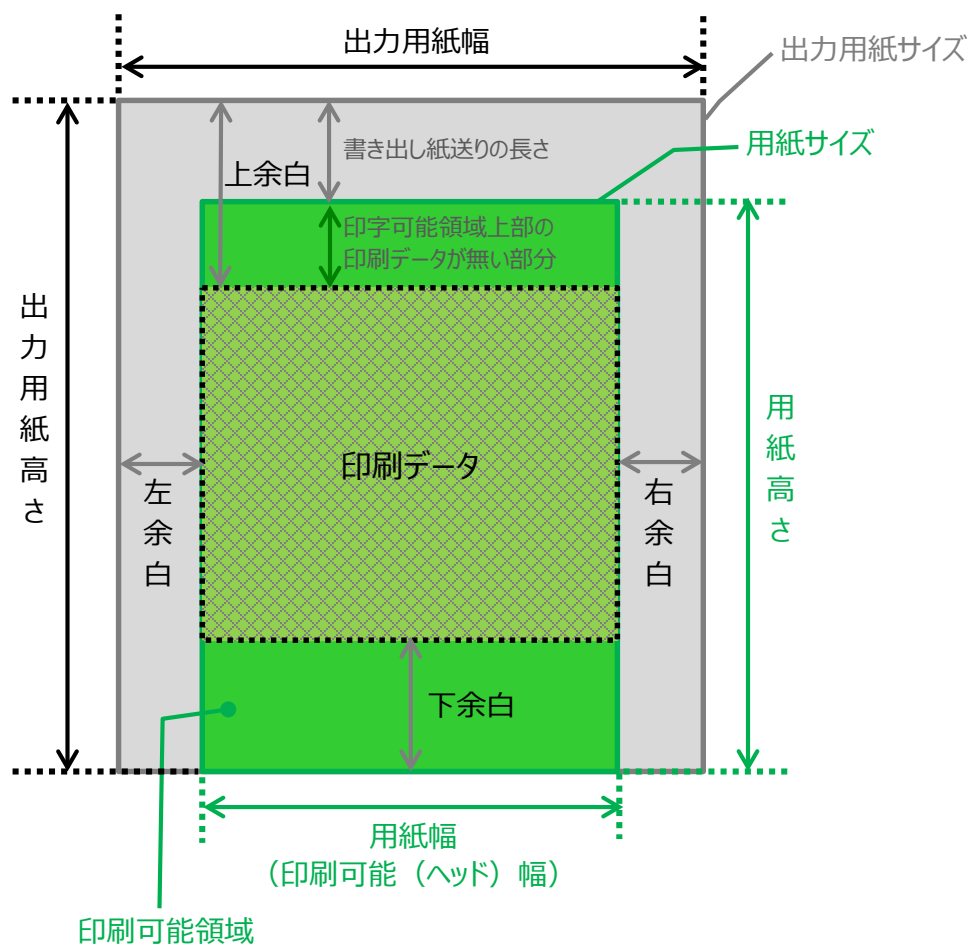 出力用紙幅
出力用紙サイズ
書き出し紙送りの長さ
用紙サイズ
上余白
印字可能領域上部の
印刷データが無い部分
出力用紙高さ
用紙高さ
印刷データ
左余白
右余白
下余白
用紙幅
（印刷可能（ヘッド）幅）
印刷可能領域